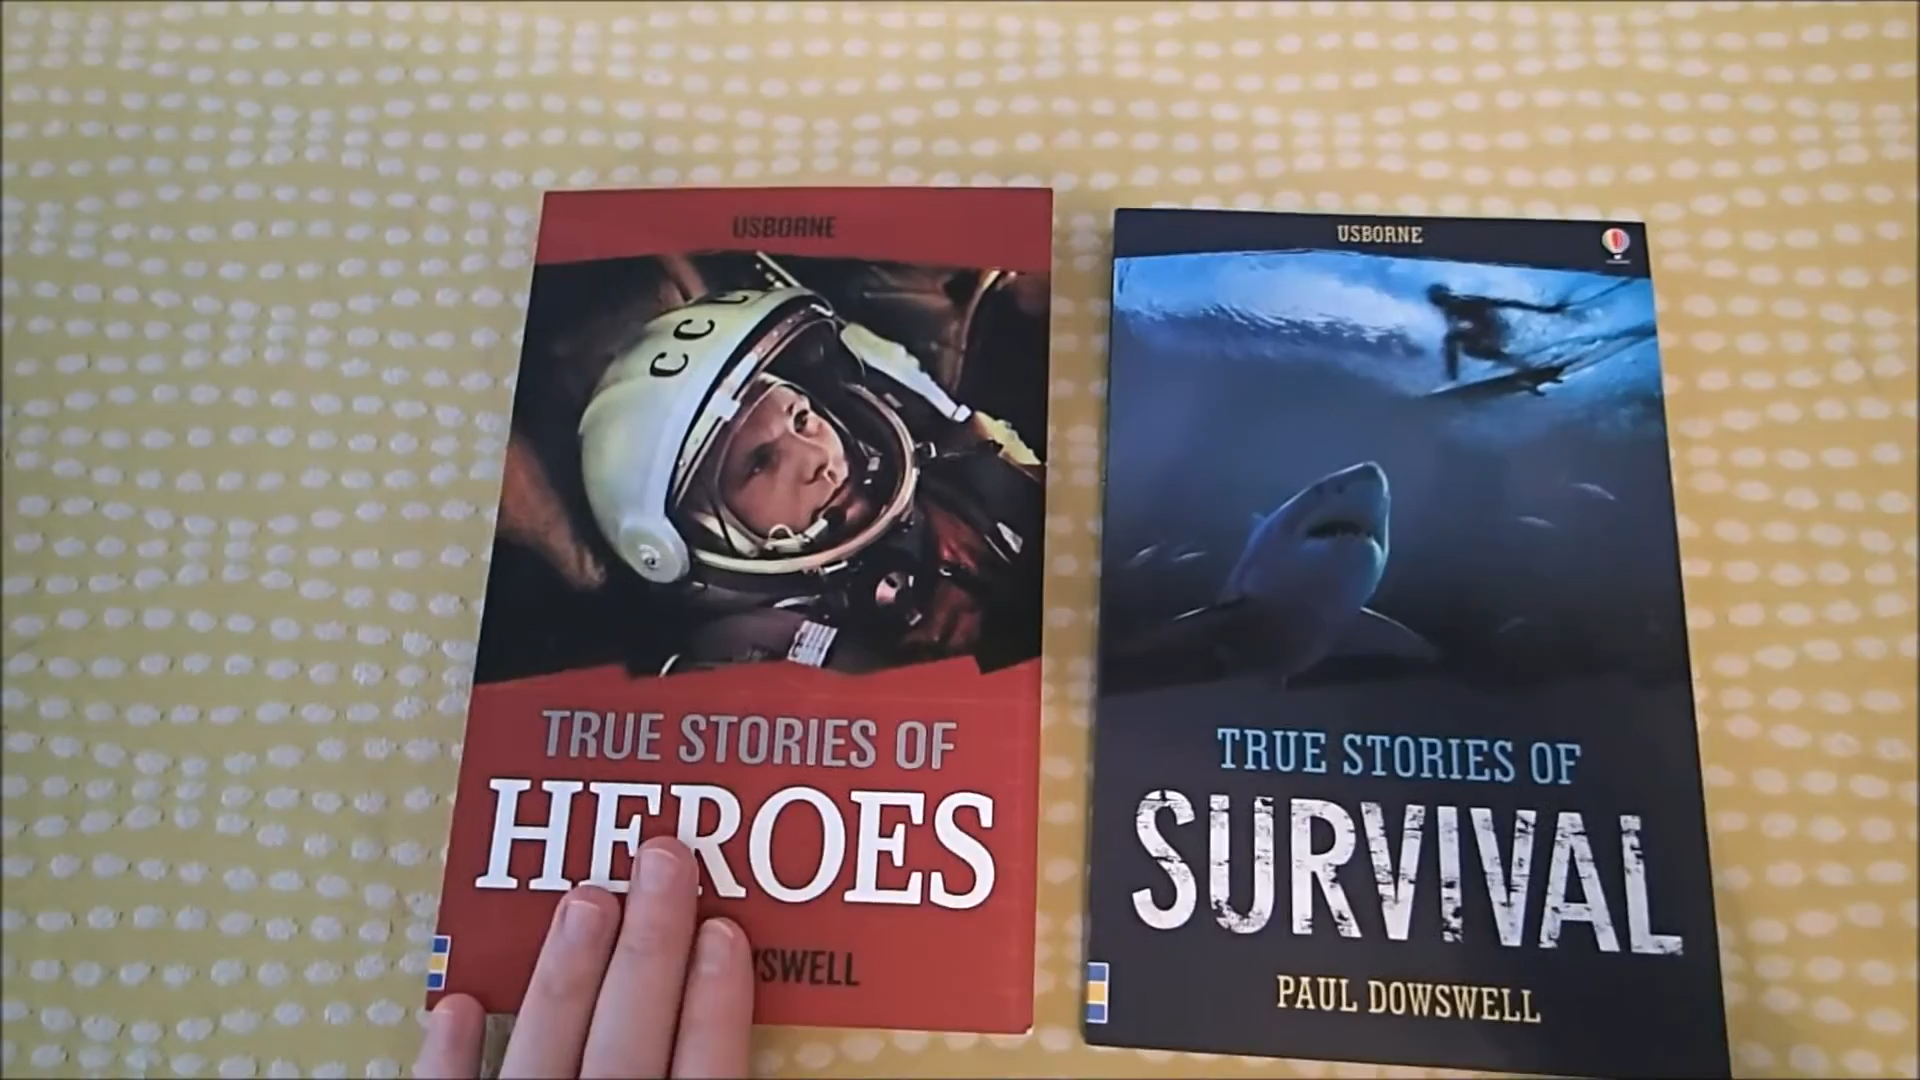 USBORNE
CCC
TRUE STORIES OF
HEROES
USBORNE
TRUE STORIES OF
SURVIVAL
PAUL DOWSWELL